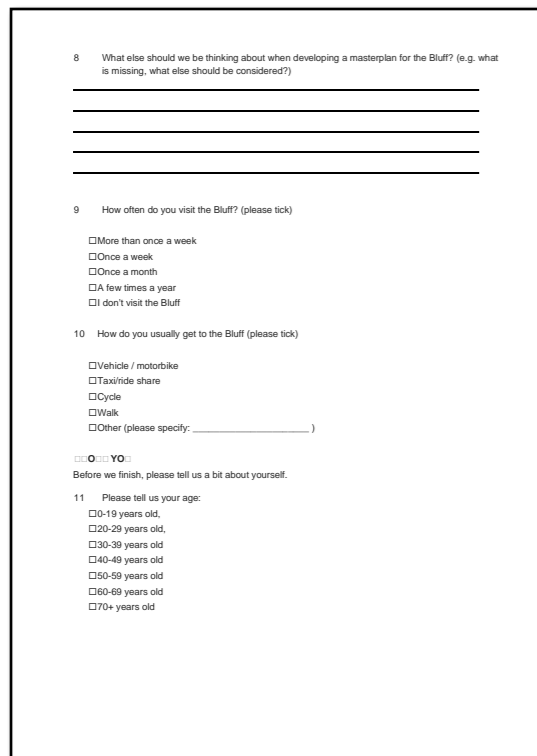 8 What else should we be thinking about when developing a masterplan for the Bluff? (e.g. what
is missing, what else should be considered?)
9 How often do you visit the Bluff? (please tick)
☐More than once a week
☐Once a week
☐Once a month
☐A few times a year
☐I don't visit the Bluff
10 How do you usually get to the Bluff (please tick)
☐Vehicle / motorbike
☐Taxi/ride share
☐Cycle
☐Walk
☐Other (please specify: ______________________ )
□□O□□ YO□
Before we finish, please tell us a bit about yourself.
11 Please tell us your age:
☐0-19 years old,
☐20-29 years old,
☐30-39 years old
☐40-49 years old
☐50-59 years old
☐60-69 years old
☐70+ years old